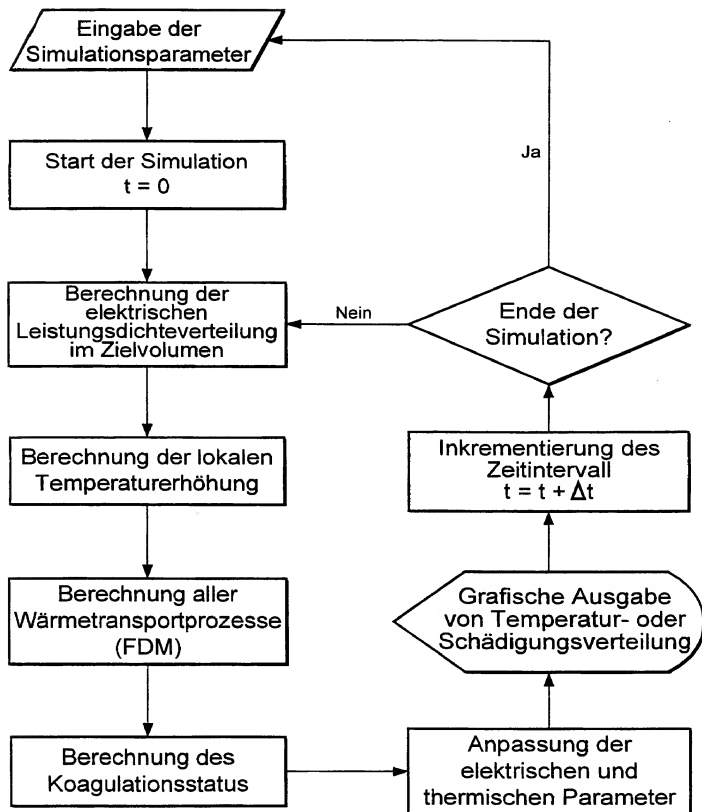 Eingabe der
Simulationsparameter
Start der Simulation
t = 0
Berechnung der
elektrischen
Leistungsdichteverteilung
im Zielvolumen
Berechnung der lokalen
Temperaturerhöhung
Berechnung aller
Wärmetransportprozesse
(FDM)
Berechnung des
Koagulationsstatus
Anpassung der
elektrischen und
thermischen Parameter
Grafische Ausgabe
von Temperatur- oder
Schädigungsverteilung
Inkrementierung des
Zeitintervall
t = t + Δt
Ende der
Simulation?
Nein
Ja